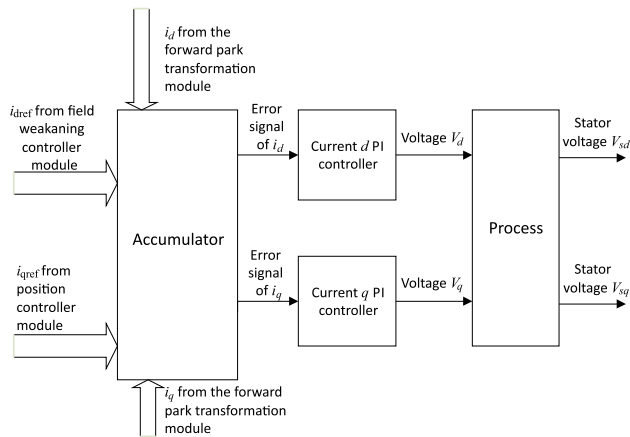 i_d from the
forward park
transformation
module
i_dref from field
weakaning
controller
module
Error
signal
of i_d
Current d PI
controller
Voltage V_d
Stator
voltage V_sd
Accumulator
Process
i_qref from
position
controller
module
Error
signal
of i_q
Current q PI
controller
Voltage V_q
Stator
voltage V_sq
i_q from the forward
park transformation
module